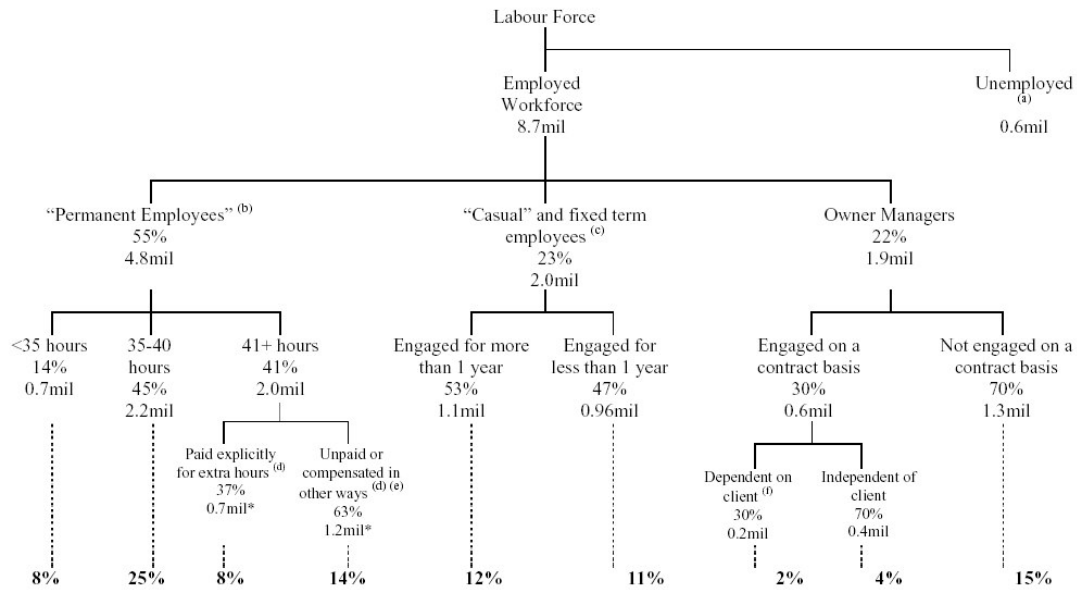 Labour Force
Employed
Workforce
8.7mil
Unemployed
(a)
0.6mil
“Permanent Employees” (b)
55%
4.8mil
“Casual” and fixed term
employees (c)
23%
2.0mil
Owner Managers
22%
1.9mil
<35 hours
14%
0.7mil
35-40
hours
45%
2.2mil
41+ hours
41%
2.0mil
Engaged for more
than 1 year
53%
1.1mil
Engaged for
less than 1 year
47%
0.96mil
Engaged on a
contract basis
30%
0.6mil
Not engaged on a
contract basis
70%
1.3mil
Paid explicitly
for extra hours (d)
37%
0.7mil*
Unpaid or
compensated in
other ways (d) (e)
63%
1.2mil*
Dependent on
client (f)
30%
0.2mil
Independent of
client
70%
0.4mil
8%
25%
8%
14%
12%
11%
2%
4%
15%